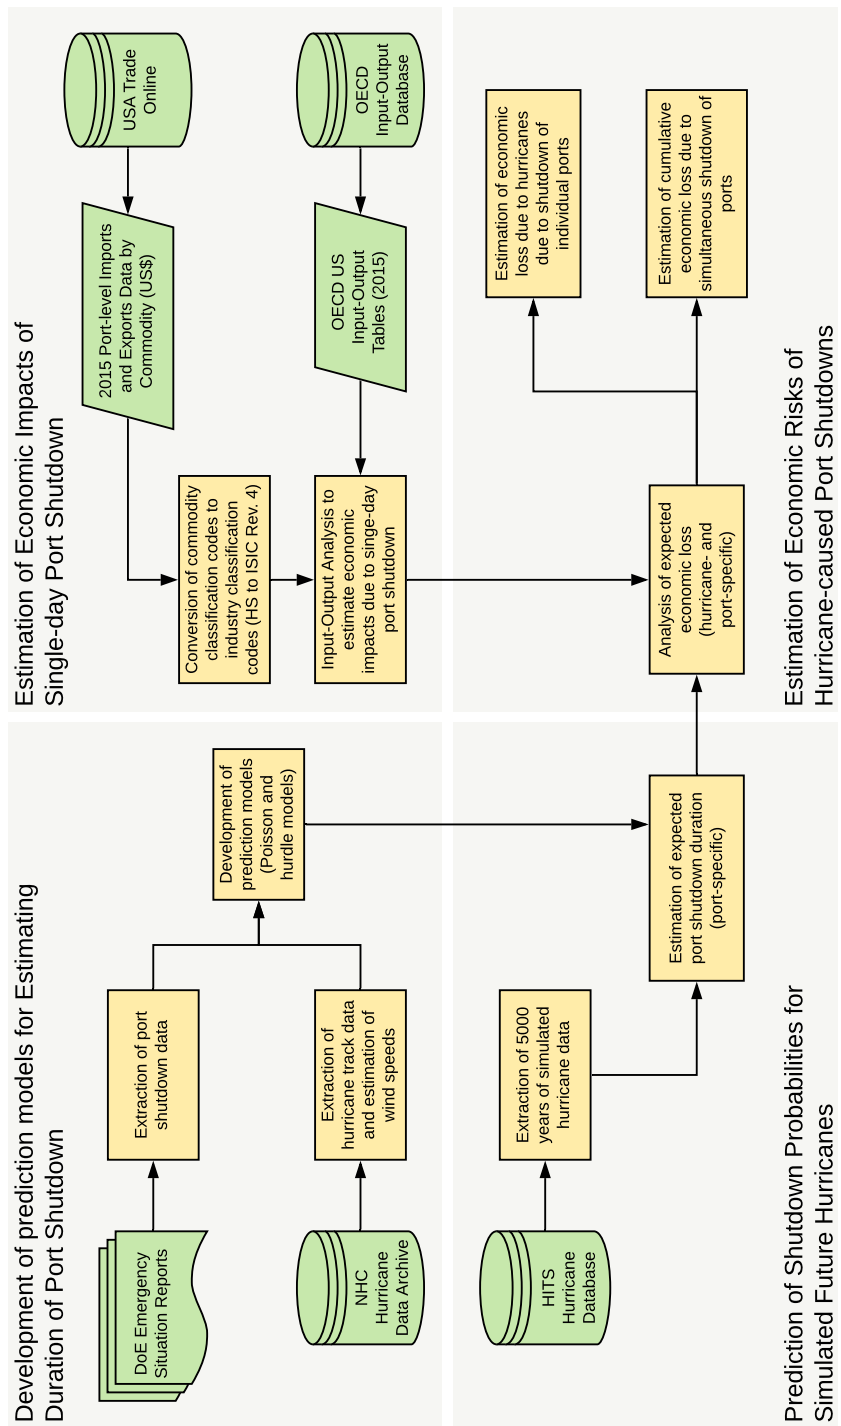 Development of prediction models for Estimating
Duration of Port Shutdown
DoE Emergency
Situation Reports
Extraction of port
shutdown data
NHC
Hurricane
Data Archive
Extraction of
hurricane track data
and estimation of
wind speeds
Development of
prediction models
(Poisson and
hurdle models)
Estimation of Economic Impacts of
Single-day Port Shutdown
USA Trade
Online
2015 Port-level Imports
and Exports Data by
Commodity (US$)
Conversion of commodity
classification codes to
industry classification
codes (HS to ISIC Rev. 4)
OECD
Input-Output
Database
OECD US
Input-Output
Tables (2015)
Input-Output Analysis to
estimate economic
impacts due to singe-day
port shutdown
HITS
Hurricane
Database
Extraction of 5000
years of simulated
hurricane data
Estimation of expected
port shutdown duration
(port-specific)
Prediction of Shutdown Probabilities for
Simulated Future Hurricanes
Analysis of expected
economic loss
(hurricane- and
port-specific)
Estimation of economic
loss due to hurricanes
due to shutdown of
individual ports
Estimation of cumulative
economic loss due to
simultaneous shutdown of
ports
Estimation of Economic Risks of
Hurricane-caused Port Shutdowns